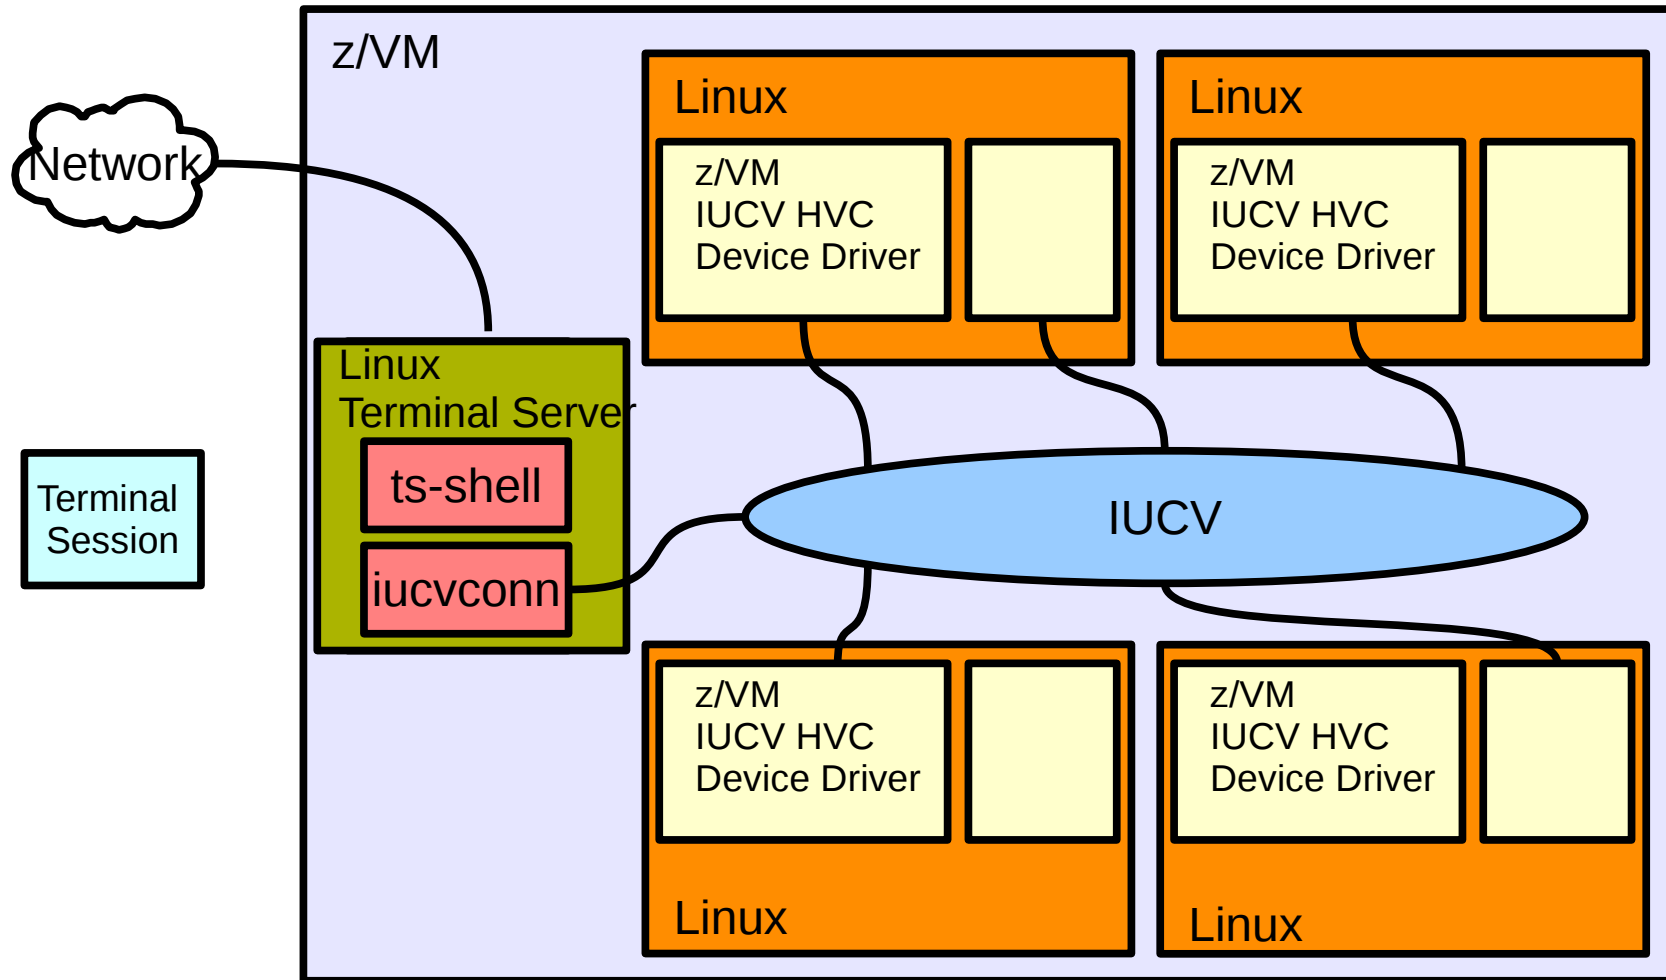 z/VM
Network
Linux
z/VM
IUCV HVC
Device Driver
Linux
z/VM
IUCV HVC
Device Driver
Linux
Terminal Server
ts-shell
iucvconn
Terminal
Session
IUCV
z/VM
IUCV HVC
Device Driver
Linux
z/VM
IUCV HVC
Device Driver
Linux